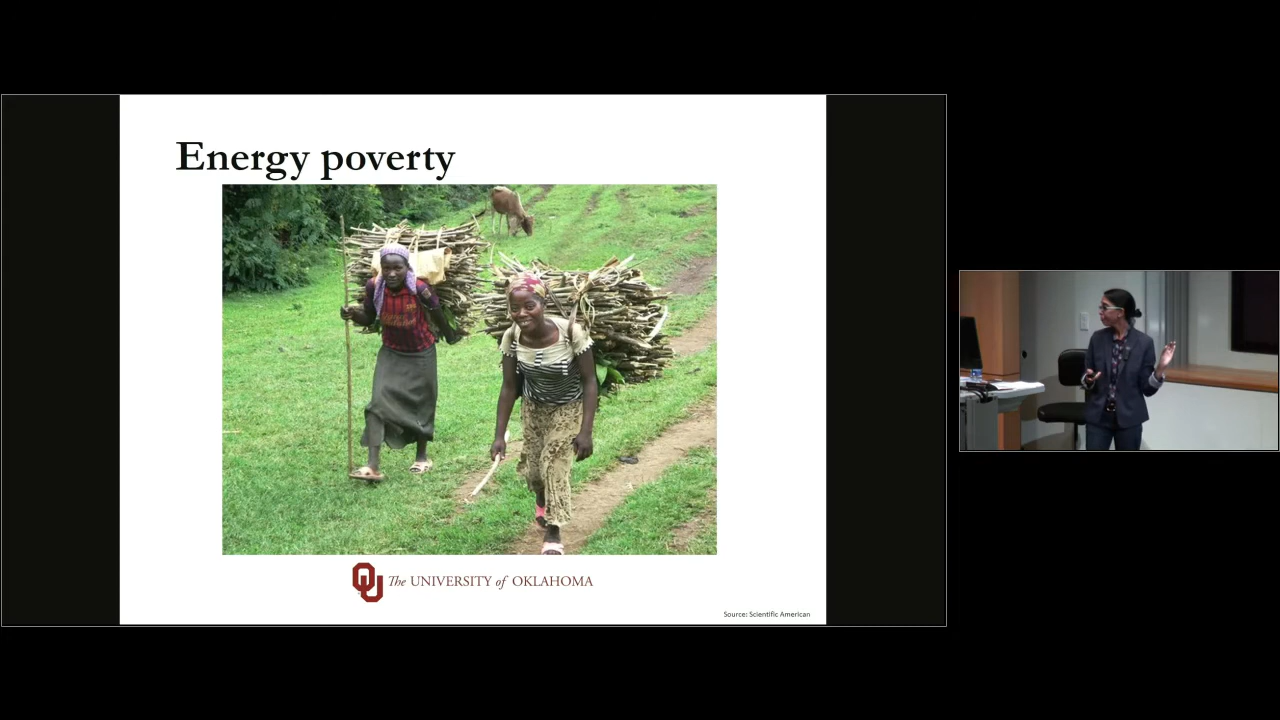 Energy poverty
The UNIVERSITY of OKLAHOMA
Source: Scientific American